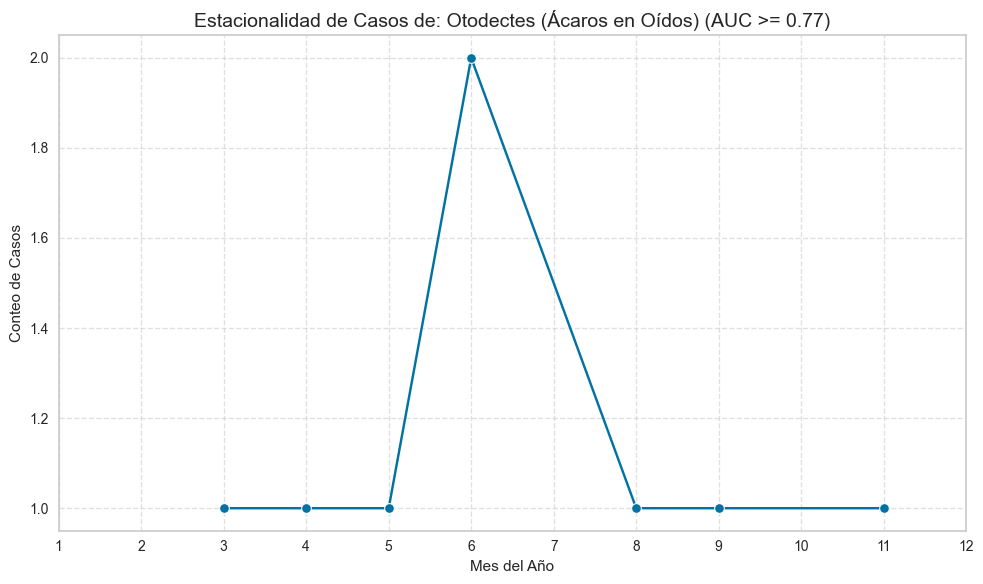 Estacionalidad de Casos de: Otodectes (Ácaros en Oídos) (AUC >= 0.77)
Conteo de Casos
2.0
1.8
1.6
1.4
1.2
1.0
1 2 3 4 5 6 7 8 9 10 11 12
Mes del Año